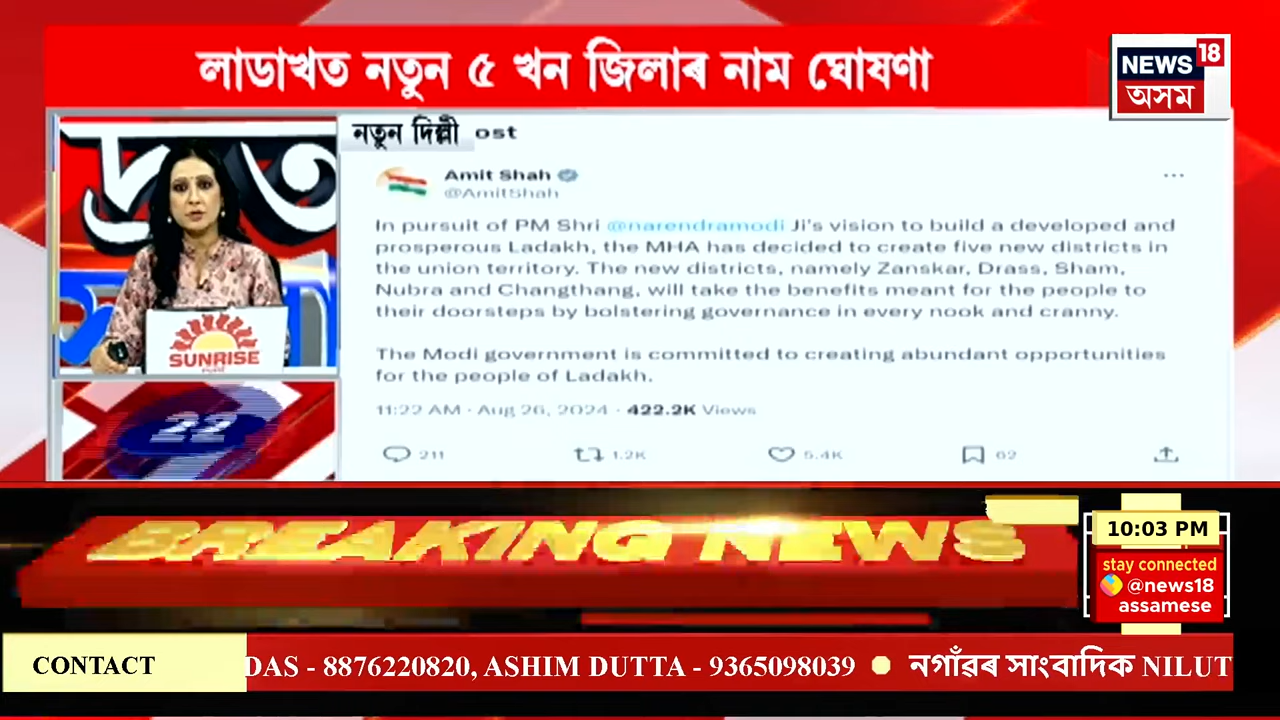 লাডাখত নতুন ৫ খন জিলাৰ নাম ঘোষণা
NEWS 18
অসম
নতুন দিল্লী ost
Amit Shah
@AmitShah
In pursuit of PM Shri @narendramodi Ji's vision to build a developed and
prosperous Ladakh, the MHA has decided to create five new districts in
the union territory. The new districts, namely Zanskar, Drass, Sham,
Nubra and Changthang, will take the benefits meant for the people to
their doorsteps by bolstering governance in every nook and cranny.
The Modi government is committed to creating abundant opportunities
for the people of Ladakh.
11:22 AM · Aug 26, 2024 · 422.2K Views
211 1.2K 5.4K 62
SUNRISE
22
BREAKING NEWS
10:03 PM
stay connected
@news18
assamese
CONTACT
DAS - 8876220820, ASHIM DUTTA - 9365098039 ● নগাঁৱৰ সাংবাদিক NILUT